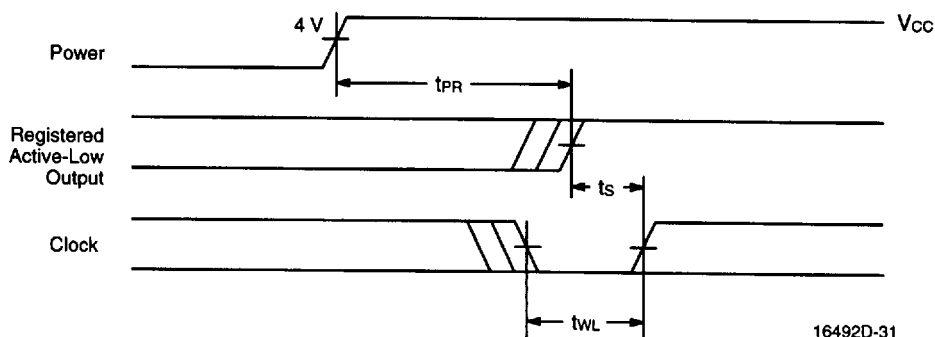 4 V
VCC
Power
tPR
Registered
Active-Low
Output
tS
Clock
tWL
16492D-31